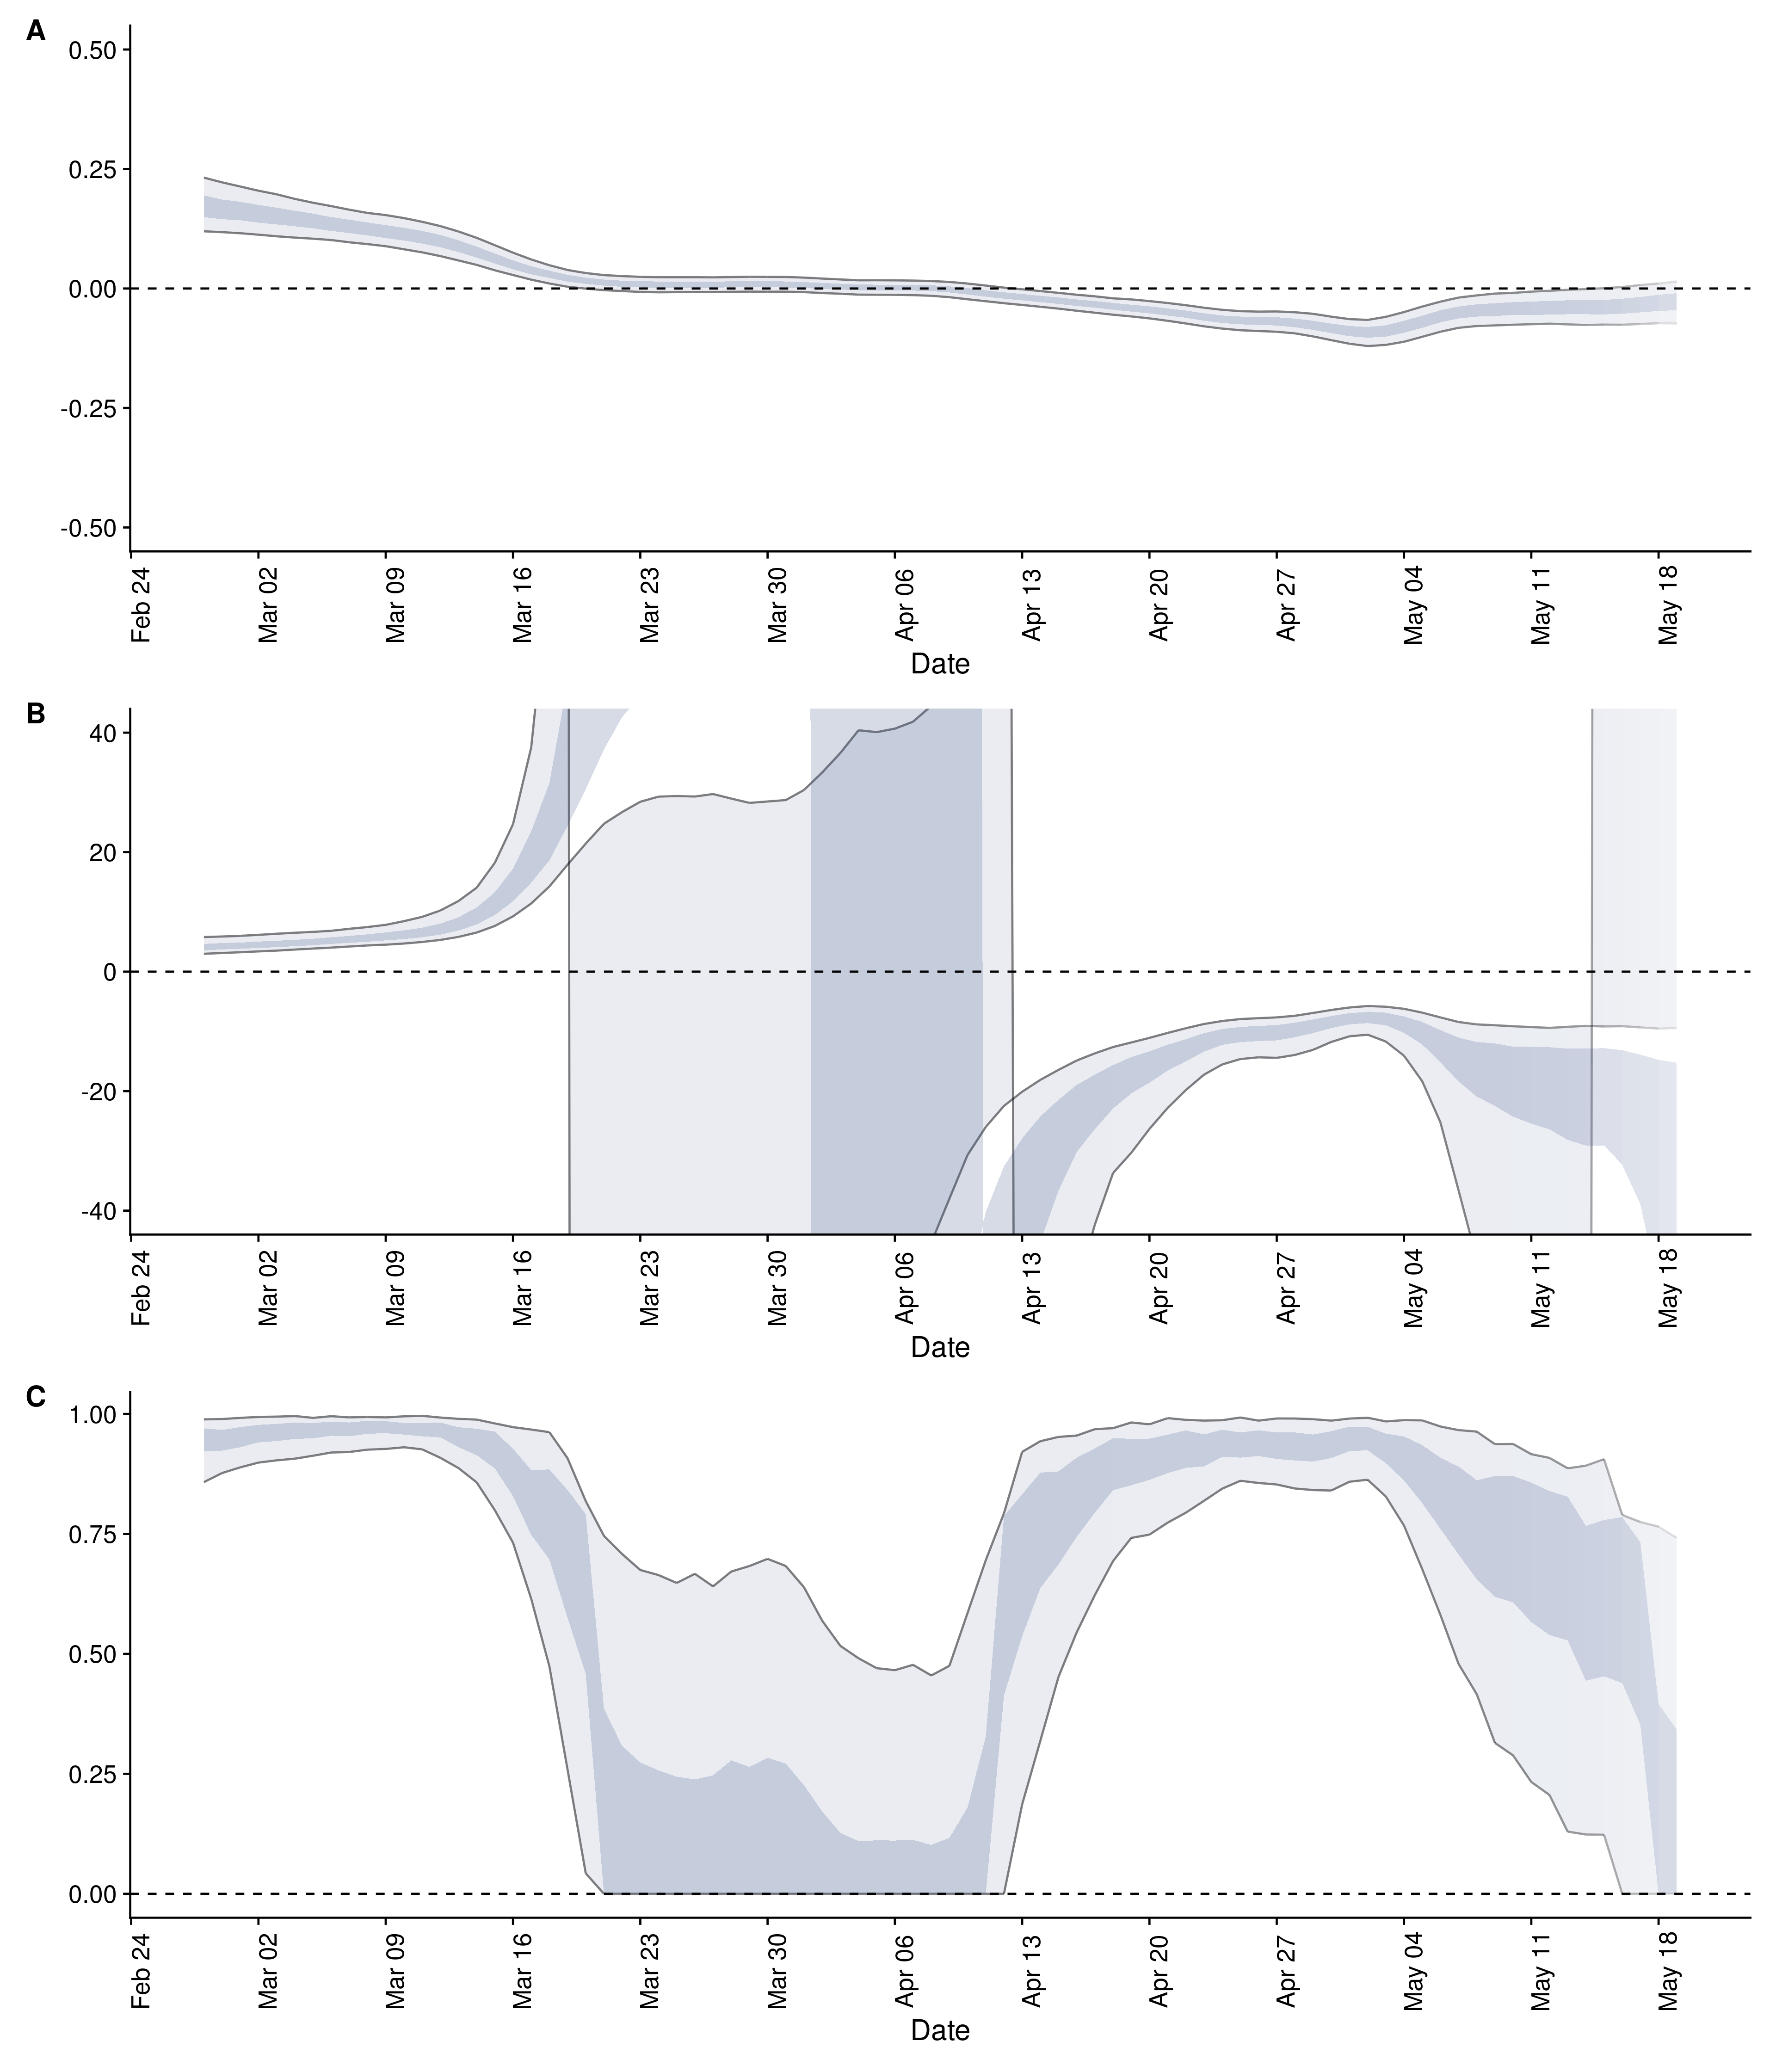 A
0.50
0.25
0.00
-0.25
-0.50
Feb 24
Mar 02
Mar 09
Mar 16
Mar 23
Mar 30
Apr 06
Apr 13
Apr 20
Apr 27
May 04
May 11
May 18
Date
B
40
20
0
-20
-40
Feb 24
Mar 02
Mar 09
Mar 16
Mar 23
Mar 30
Apr 06
Apr 13
Apr 20
Apr 27
May 04
May 11
May 18
Date
C
1.00
0.75
0.50
0.25
0.00
Feb 24
Mar 02
Mar 09
Mar 16
Mar 23
Mar 30
Apr 06
Apr 13
Apr 20
Apr 27
May 04
May 11
May 18
Date